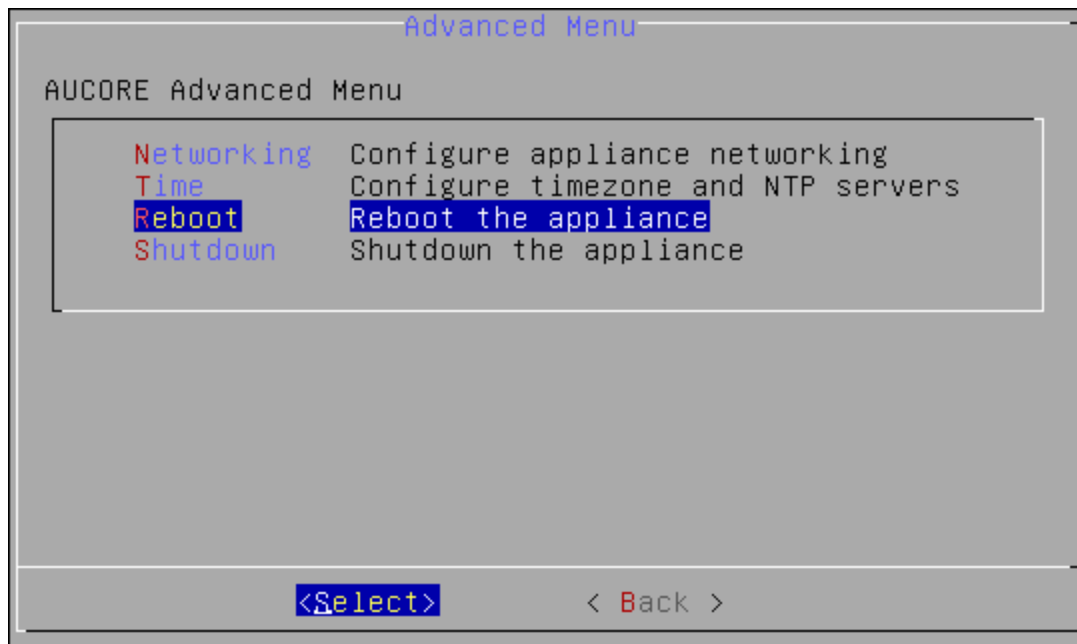 Advanced Menu
AUCORE Advanced Menu
Networking Configure appliance networking
Time Configure timezone and NTP servers
Reboot Reboot the appliance
Shutdown Shutdown the appliance
<Select> < Back >